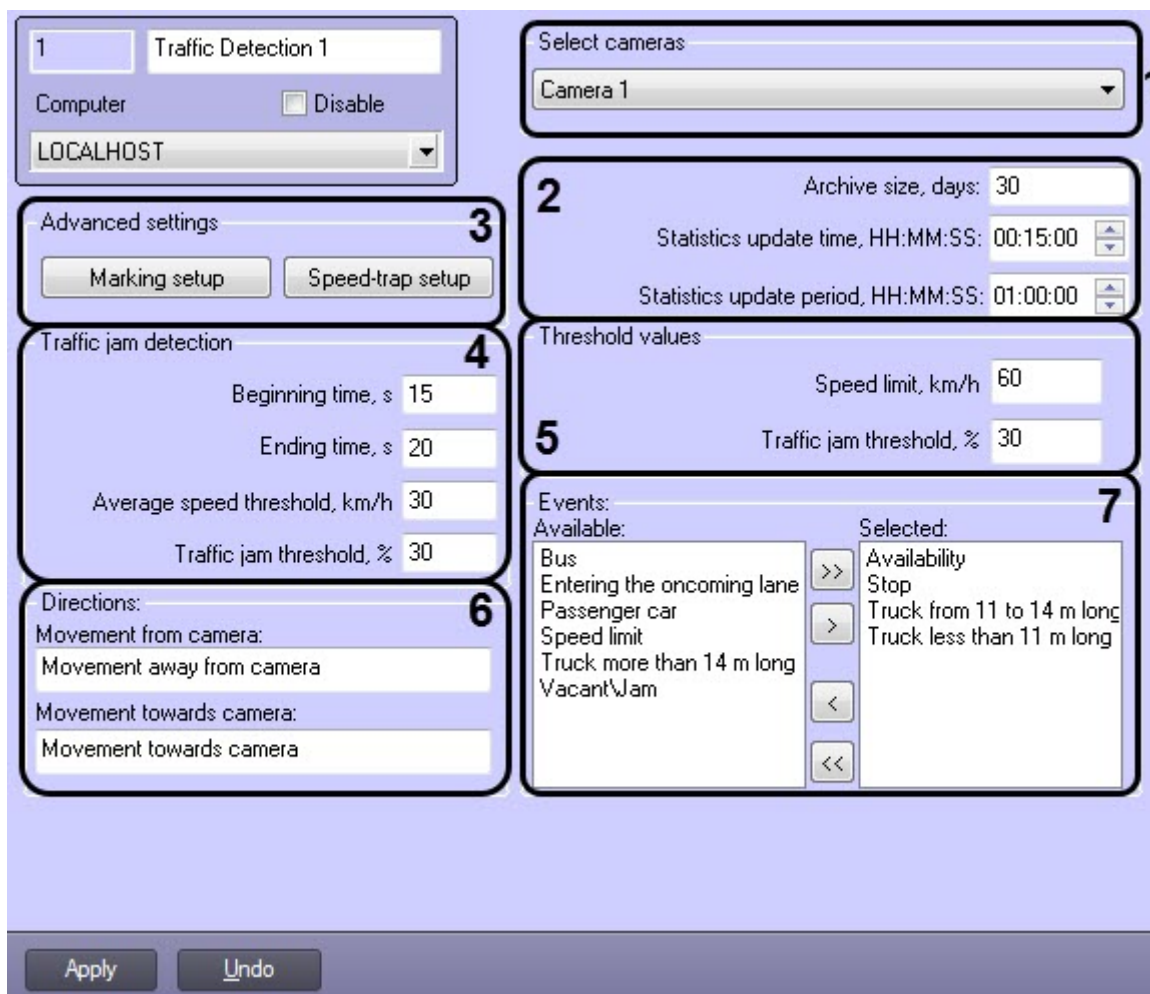 1
Traffic Detection 1
Computer
Disable
LOCALHOST
Select cameras
Camera 1
2
Archive size, days: 30
Statistics update time, HH:MM:SS: 00:15:00
Statistics update period, HH:MM:SS: 01:00:00
Advanced settings
3
Marking setup
Speed-trap setup
Traffic jam detection
4
Beginning time, s 15
Ending time, s 20
Average speed threshold, km/h 30
Traffic jam threshold, % 30
Threshold values
Speed limit, km/h 60
5
Traffic jam threshold, % 30
Directions:
6
Movement from camera:
Movement away from camera
Movement towards camera:
Movement towards camera
Events:
7
Available:
Bus
Entering the oncoming lane
Passenger car
Speed limit
Truck more than 14 m long
Vacant\Jam
>>
>
<
<<
Selected:
Availability
Stop
Truck from 11 to 14 m long
Truck less than 11 m long
Apply
Undo